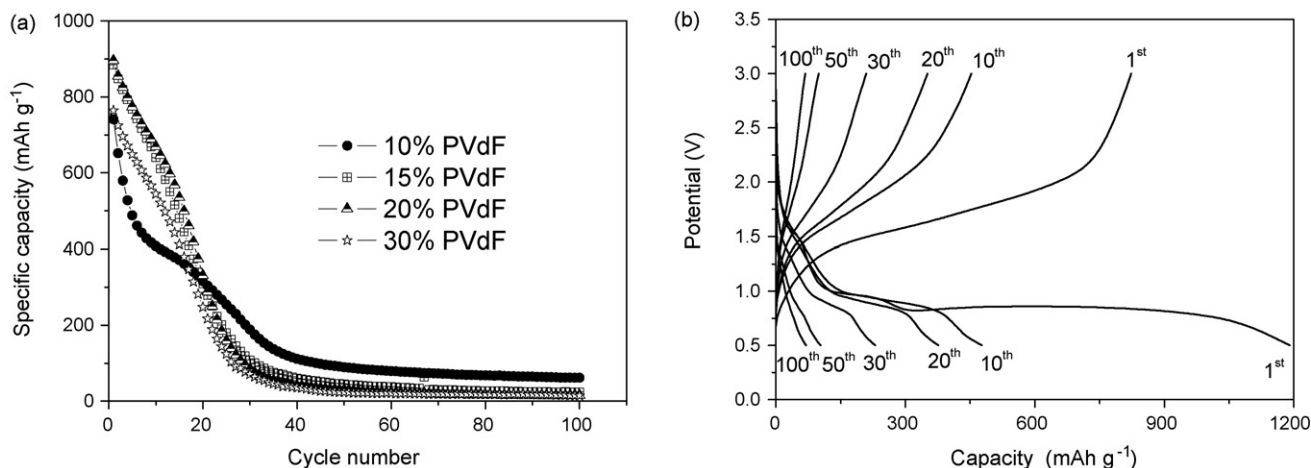 (a)
1000
800
600
400
200
0
Specific capacity (mAh g⁻¹)
10% PVdF
15% PVdF
20% PVdF
30% PVdF
0 20 40 60 80 100
Cycle number
(b)
3.5
3.0
2.5
2.0
1.5
1.0
0.5
0.0
Potential (V)
100ᵗʰ 50ᵗʰ 30ᵗʰ 20ᵗʰ 10ᵗʰ 1ˢᵗ
100ᵗʰ 50ᵗʰ 30ᵗʰ 20ᵗʰ 10ᵗʰ 1ˢᵗ
0 300 600 900 1200
Capacity (mAh g⁻¹)